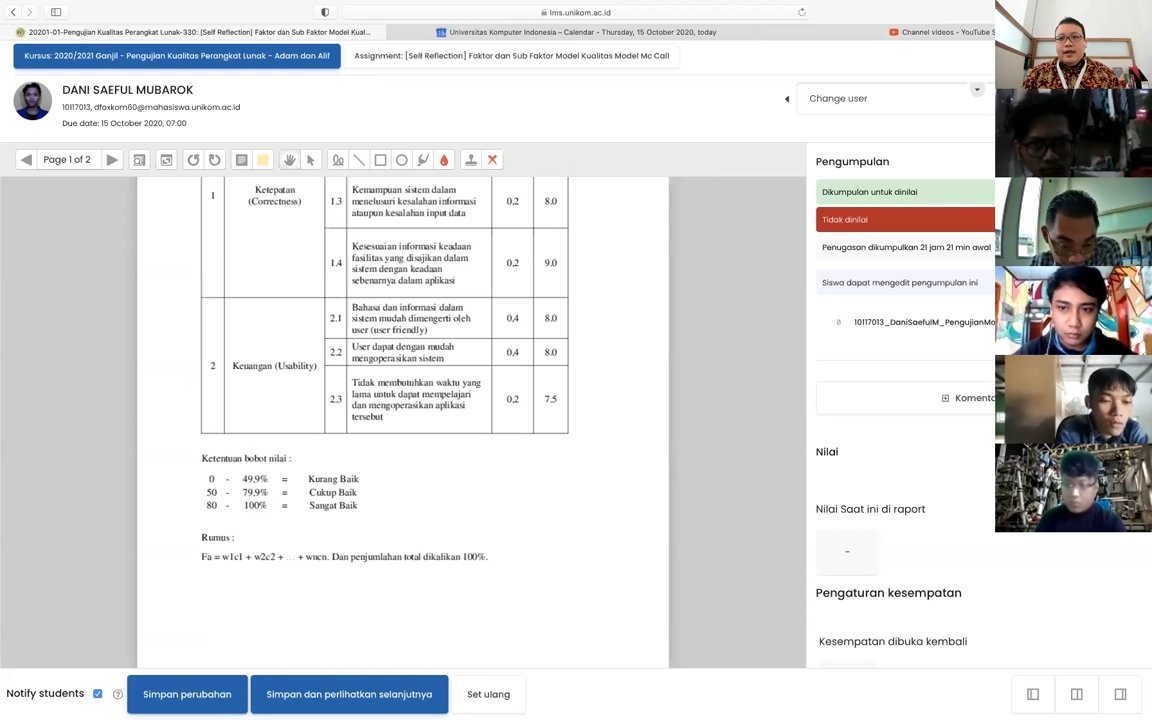 lms.unikom.ac.id
20201-01-Pengujian Kualitas Perangkat Lunak-330: [Self Reflection] Faktor dan Sub Faktor Model Kual...
15
Universitas Komputer Indonesia – Calendar – Thursday, 15 October 2020, today
Channel videos - YouTube S
Kursus: 2020/2021 Ganjil - Pengujian Kualitas Perangkat Lunak - Adam dan Alif
Assignment: [Self Reflection] Faktor dan Sub Faktor Model Kualitas Model Mc Call
DANI SAEFUL MUBAROK
10117013, dfoxkom60@mahasiswa.unikom.ac.id
Due date: 15 October 2020, 07:00
Change user
Page 1 of 2
1
Ketepatan
(Correctness)
1.3
Kemampuan sistem dalam
menelusuri kesalahan informasi
ataupun kesalahan input data
0,2
8.0
1.4
Kesesuaian informasi keadaan
fasilitas yang disajikan dalam
sistem dengan keadaan
sebenarnya dalam aplikasi
0,2
9.0
2
Keuangan (Usability)
2.1
Bahasa dan informasi dalam
sistem mudah dimengerti oleh
user (user friendly)
0,4
8.0
2.2
User dapat dengan mudah
mengoperasikan sistem
0,4
8.0
2.3
Tidak membutuhkan waktu yang
lama untuk dapat mempelajari
dan mengoperasikan aplikasi
tersebut
0,2
7.5
Ketentuan bobot nilai :
0 - 49,9% = Kurang Baik
50 - 79,9% = Cukup Baik
80 - 100% = Sangat Baik
Rumus :
Fa = w1c1 + w2c2 + ... + wncn. Dan penjumlahan total dikalikan 100%.
Pengumpulan
Dikumpulan untuk dinilai
Tidak dinilai
Penugasan dikumpulkan 21 jam 21 min awal
Siswa dapat mengedit pengumpulan ini
10117013_DaniSaefulM_PengujianMo
Komenta
Nilai
Nilai Saat ini di raport
-
Pengaturan kesempatan
Kesempatan dibuka kembali
Notify students
Simpan perubahan
Simpan dan perlihatkan selanjutnya
Set ulang